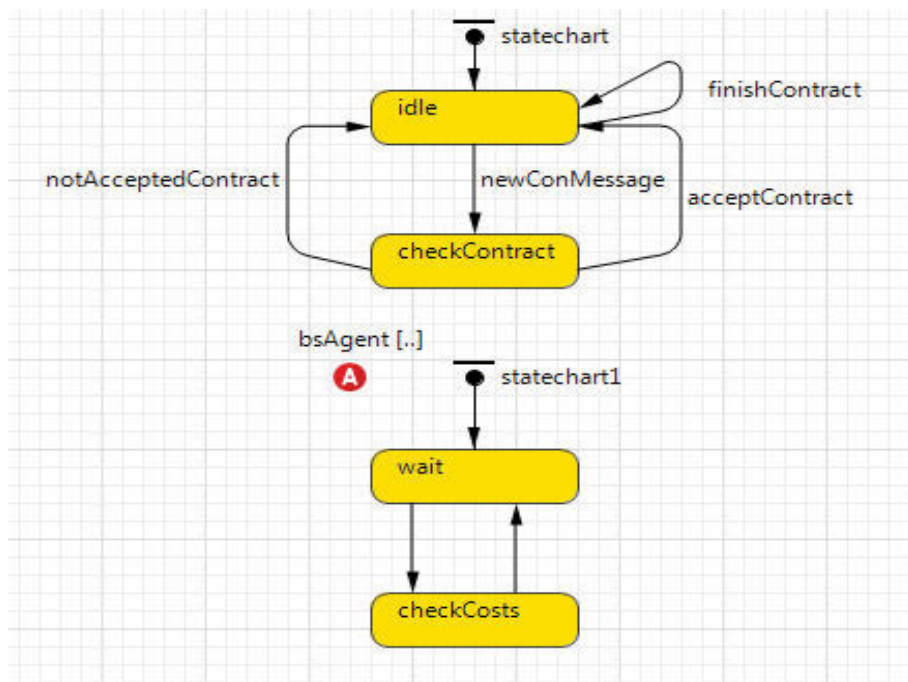 statechart
idle
finishContract
notAcceptedContract
newConMessage
acceptContract
checkContract
bsAgent [..]
A
statechart1
wait
checkCosts